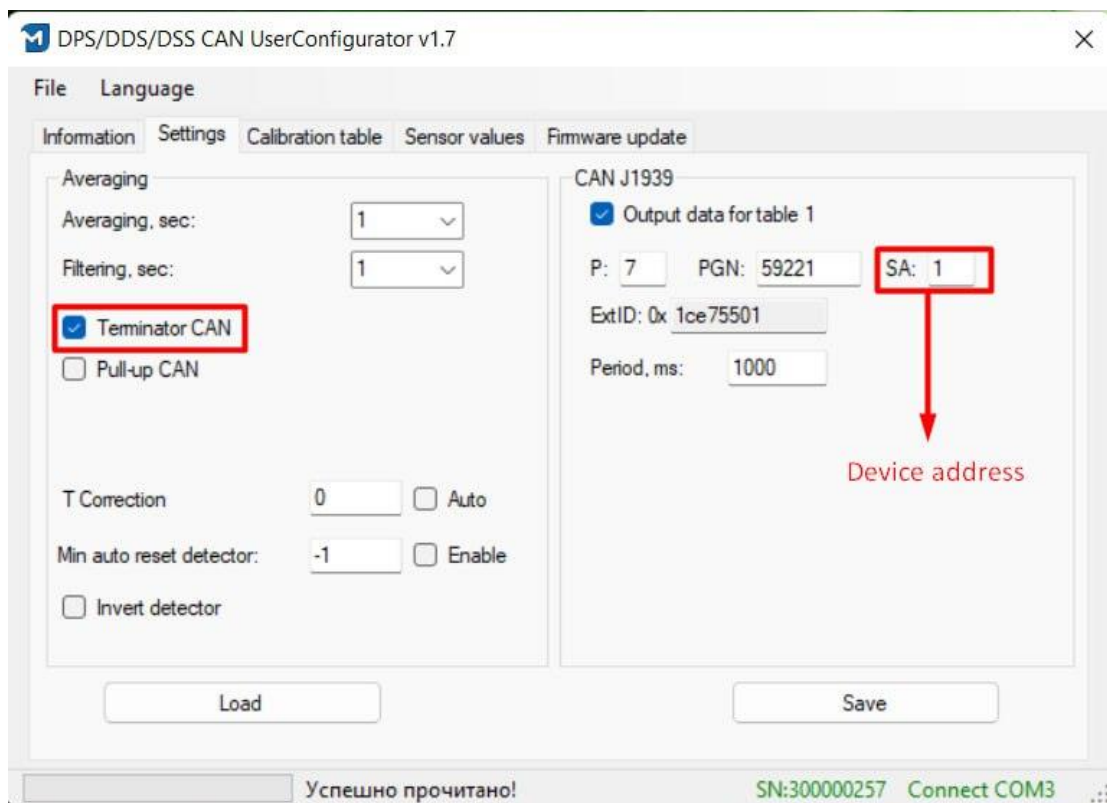 DPS/DDS/DSS CAN UserConfigurator v1.7
File Language
Information Settings Calibration table Sensor values Firmware update
Averaging
Averaging, sec: 1
Filtering, sec: 1
Terminator CAN
Pull-up CAN
T Correction 0 Auto
Min auto reset detector: -1 Enable
Invert detector
Load
CAN J1939
Output data for table 1
P: 7 PGN: 59221 SA: 1
ExtID: 0x 1ce75501
Period, ms: 1000
Device address
Save
Успешно прочитано! SN:300000257 Connect COM3